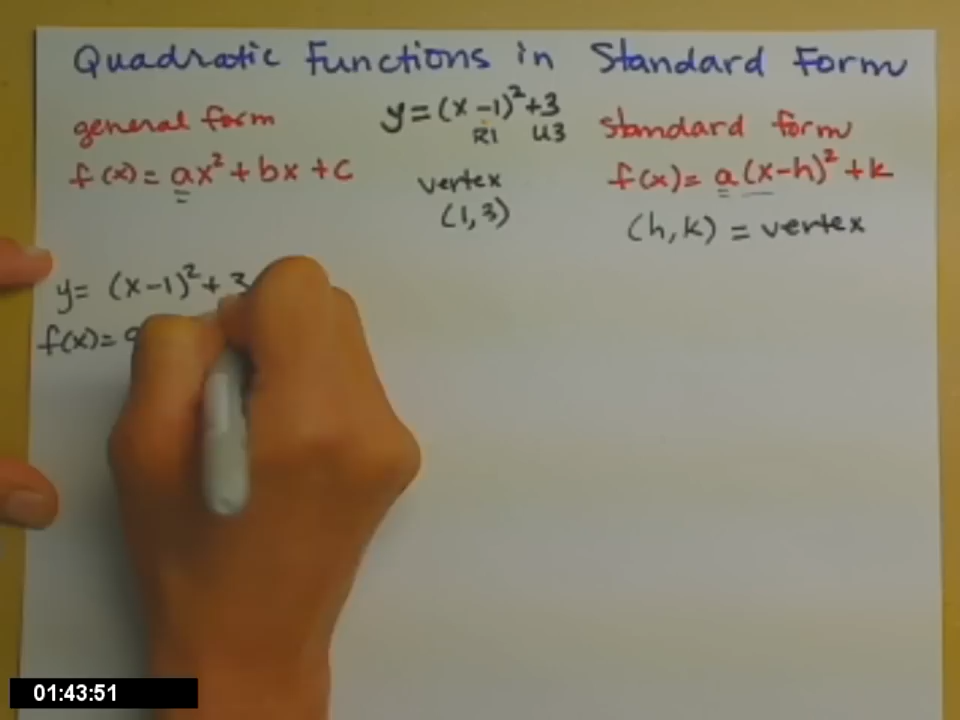 Quadratic Functions in Standard Form
general form
f(x) = ax² + bx + c
y = (x - 1)² + 3
R1 U3
vertex
(1, 3)
standard form
f(x) = a(x-h)² + k
(h, k) = vertex
y = (x-1)² + 3
f(x) =
01:43:51